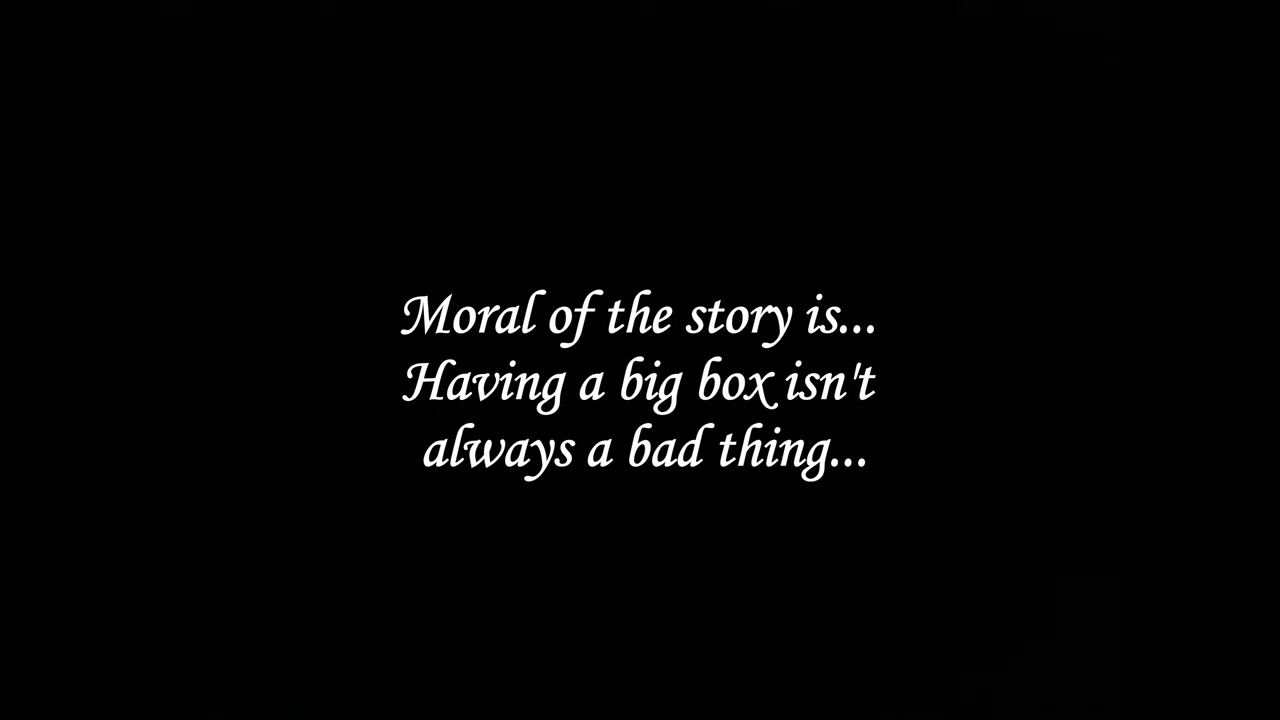 Moral of the story is...
Having a big box isn't
always a bad thing...